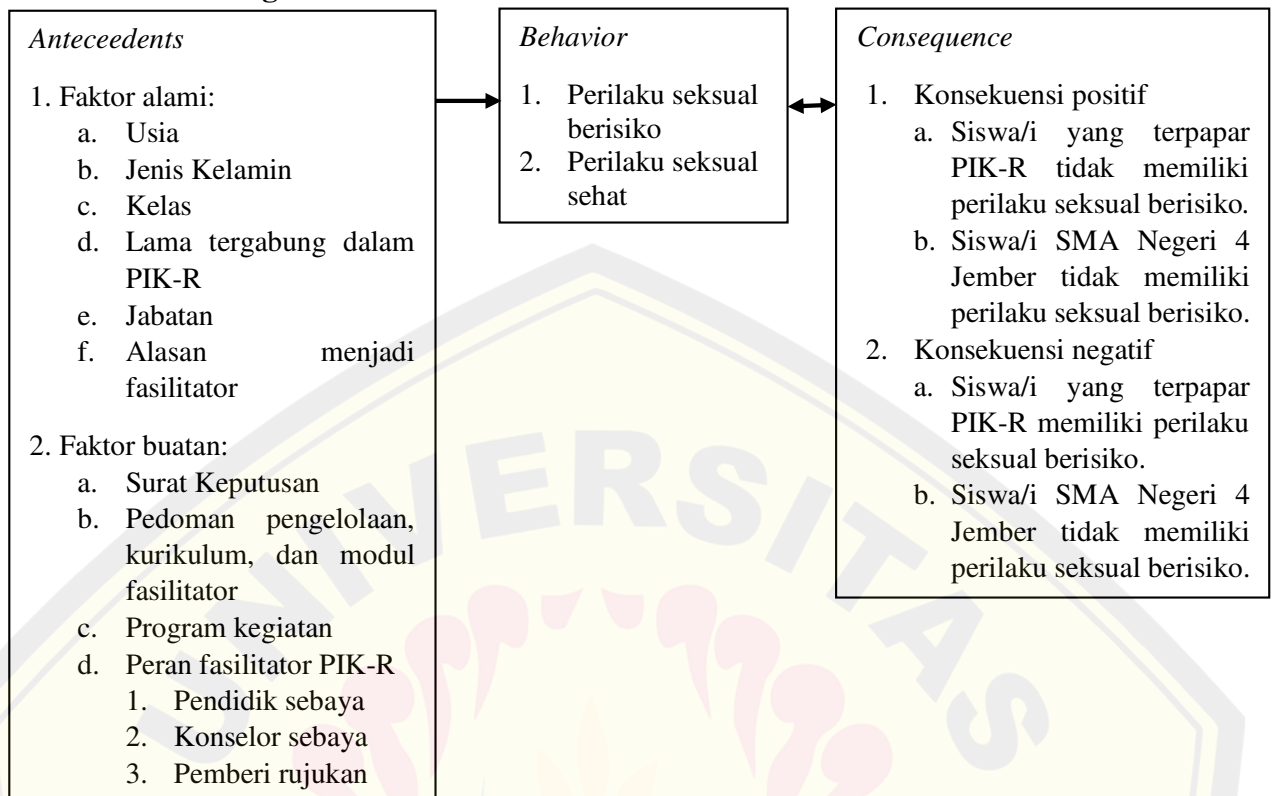 Anteceedents
1. Faktor alami:
a. Usia
b. Jenis Kelamin
c. Kelas
d. Lama tergabung dalam
PIK-R
e. Jabatan
f. Alasan menjadi
fasilitator
2. Faktor buatan:
a. Surat Keputusan
b. Pedoman pengelolaan,
kurikulum, dan modul
fasilitator
c. Program kegiatan
d. Peran fasilitator PIK-R
1. Pendidik sebaya
2. Konselor sebaya
3. Pemberi rujukan
Behavior
1. Perilaku seksual
berisiko
2. Perilaku seksual
sehat
Consequence
1. Konsekuensi positif
a. Siswa/i yang terpapar
PIK-R tidak memiliki
perilaku seksual berisiko.
b. Siswa/i SMA Negeri 4
Jember tidak memiliki
perilaku seksual berisiko.
2. Konsekuensi negatif
a. Siswa/i yang terpapar
PIK-R memiliki perilaku
seksual berisiko.
b. Siswa/i SMA Negeri 4
Jember tidak memiliki
perilaku seksual berisiko.
UNIVERSITAS